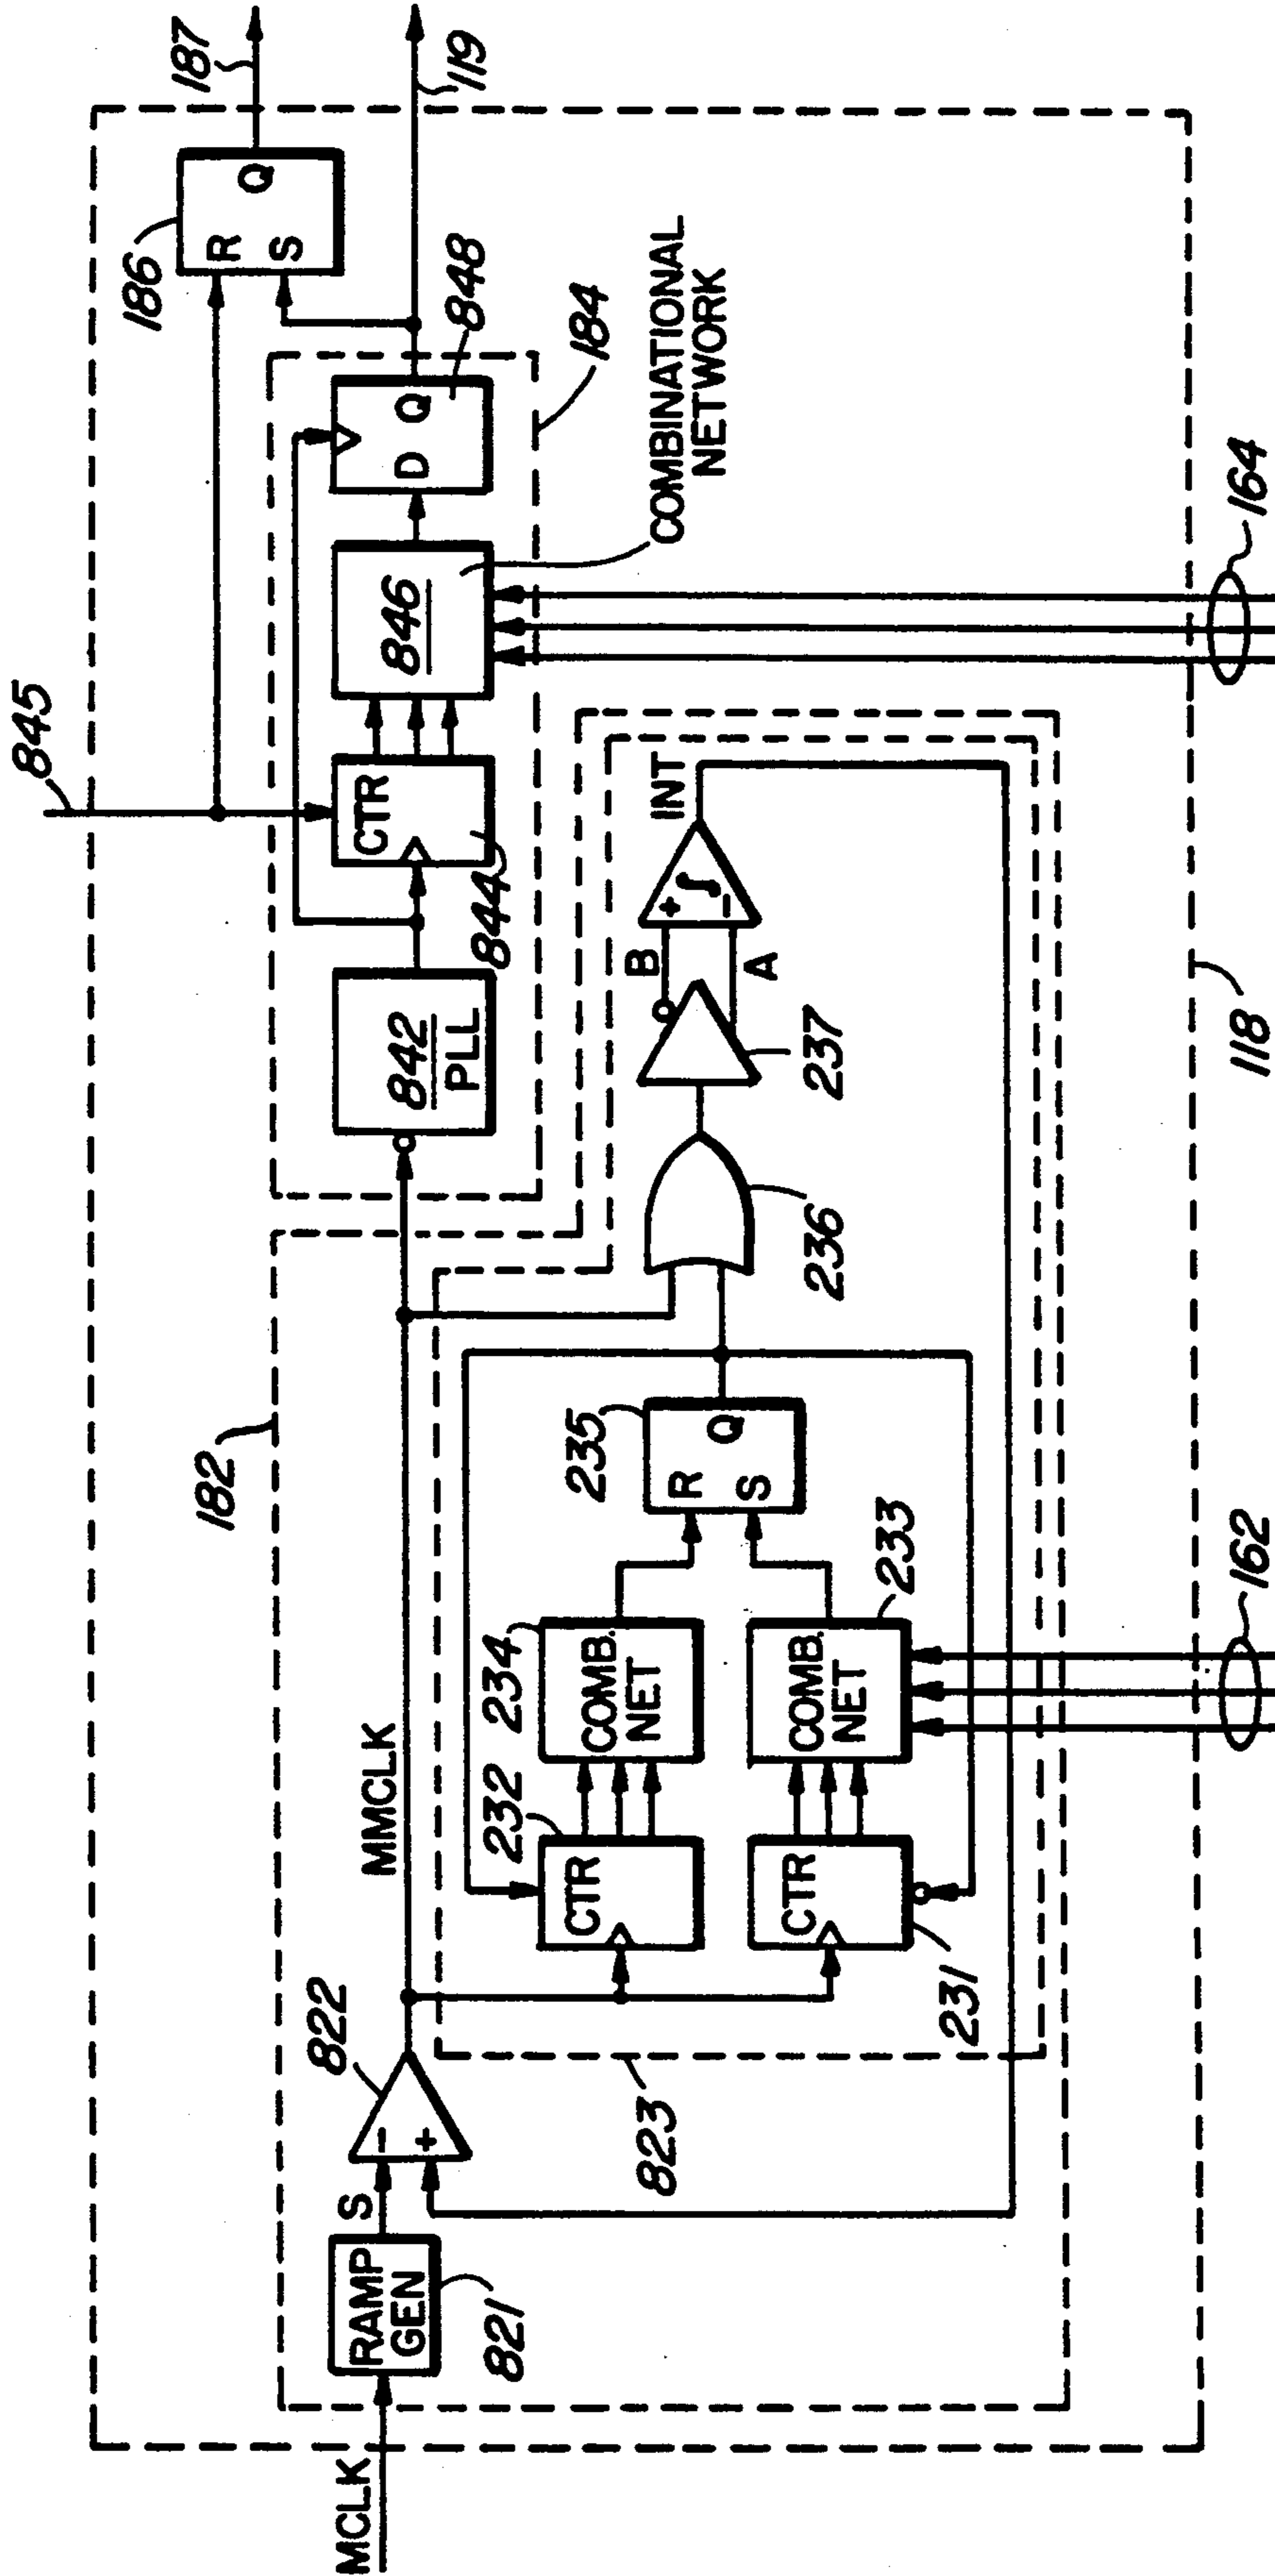 187
119
186
R
Q
S
845
CTR
844
846
D Q
848
184
COMBINATIONAL
NETWORK
842
PLL
182
MMCLK
MCLK
RAMP
GEN
821
S
822
-
+
823
CTR
232
COMB.
NET
234
CTR
231
COMB.
NET
233
R
Q
S
235
236
237
B
A
+
∫
-
INT
162
164
118